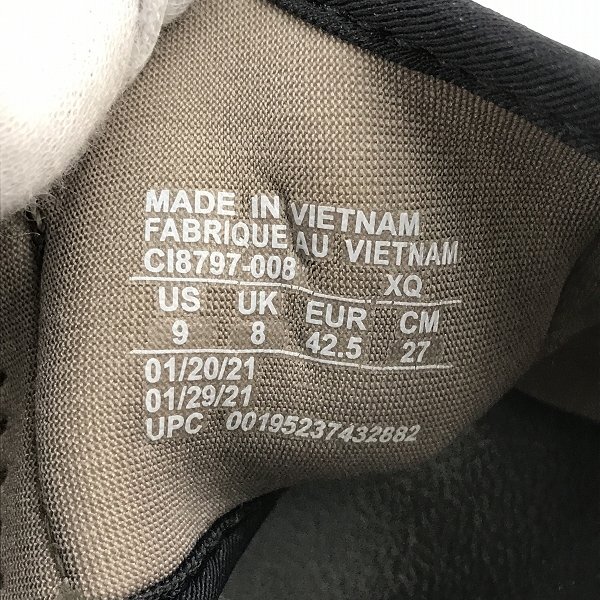 MADE IN VIETNAM
FABRIQUE AU VIETNAM
CI8797-008 XQ
US UK EUR CM
9 8 42.5 27
01/20/21
01/29/21
UPC 00195237432882